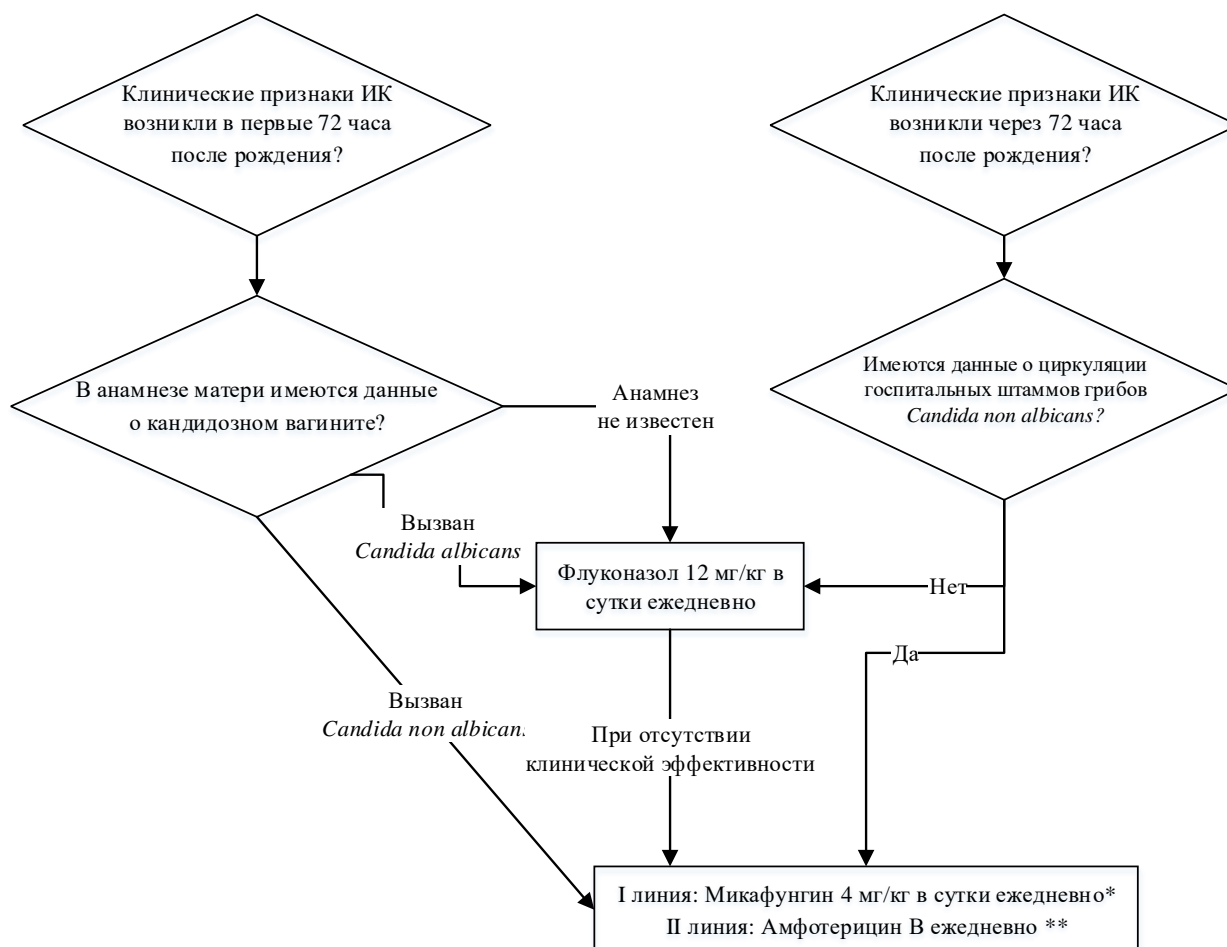 Клинические признаки ИК
возникли в первые 72 часа
после рождения?
Клинические признаки ИК
возникли через 72 часа
после рождения?
В анамнезе матери имеются данные
о кандидозном вагините?
Имеются данные о циркуляции
госпитальных штаммов грибов
Candida non albicans?
Анамнез
не известен
Вызван
Candida albicans
Флуконазол 12 мг/кг в
сутки ежедневно
Нет
Да
Вызван
Candida non albicans
При отсутствии
клинической эффективности
I линия: Микафунгин 4 мг/кг в сутки ежедневно*
II линия: Амфотерицин В ежедневно **